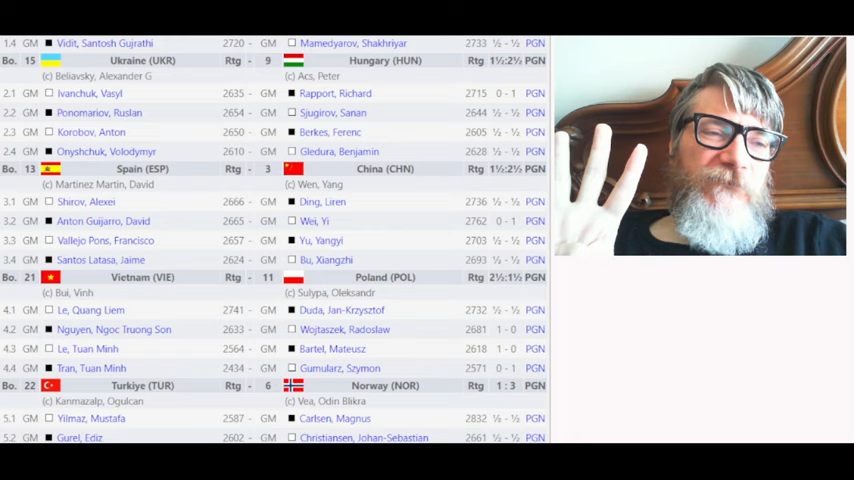 1.4 GM Vidit, Santosh Gujrathi 2720 - GM Mamedyarov, Shakhriyar 2733 ½ - ½ PGN
Bo. 15 Ukraine (UKR) Rtg - 9 Hungary (HUN) Rtg 1½:2½ PGN
(c) Beliavsky, Alexander G (c) Acs, Peter
2.1 GM Ivanchuk, Vasyl 2635 - GM Rapport, Richard 2715 0 - 1 PGN
2.2 GM Ponomariov, Ruslan 2654 - GM Sjugirov, Sanan 2644 ½ - ½ PGN
2.3 GM Korobov, Anton 2650 - GM Berkes, Ferenc 2605 ½ - ½ PGN
2.4 GM Onyshchuk, Volodymyr 2610 - GM Gledura, Benjamin 2628 ½ - ½ PGN
Bo. 13 Spain (ESP) Rtg - 3 China (CHN) Rtg 1½:2½ PGN
(c) Martinez Martin, David (c) Wen, Yang
3.1 GM Shirov, Alexei 2666 - GM Ding, Liren 2736 ½ - ½ PGN
3.2 GM Anton Guijarro, David 2665 - GM Wei, Yi 2762 0 - 1 PGN
3.3 GM Vallejo Pons, Francisco 2657 - GM Yu, Yangyi 2703 ½ - ½ PGN
3.4 GM Santos Latasa, Jaime 2624 - GM Bu, Xiangzhi 2693 ½ - ½ PGN
Bo. 21 Vietnam (VIE) Rtg - 11 Poland (POL) Rtg 2½:1½ PGN
(c) Bui, Vinh (c) Sulypa, Oleksandr
4.1 GM Le, Quang Liem 2741 - GM Duda, Jan-Krzysztof 2732 ½ - ½ PGN
4.2 GM Nguyen, Ngoc Truong Son 2633 - GM Wojtaszek, Radoslaw 2681 1 - 0 PGN
4.3 GM Le, Tuan Minh 2564 - GM Bartel, Mateusz 2618 1 - 0 PGN
4.4 GM Tran, Tuan Minh 2434 - GM Gumularz, Szymon 2571 0 - 1 PGN
Bo. 22 Turkiye (TUR) Rtg - 6 Norway (NOR) Rtg 1 : 3 PGN
(c) Kanmazalp, Ogulcan (c) Vea, Odin Blikra
5.1 GM Yilmaz, Mustafa 2587 - GM Carlsen, Magnus 2832 ½ - ½ PGN
5.2 GM Gurel, Ediz 2602 - GM Christiansen, Johan-Sebastian 2661 ½ - ½ PGN